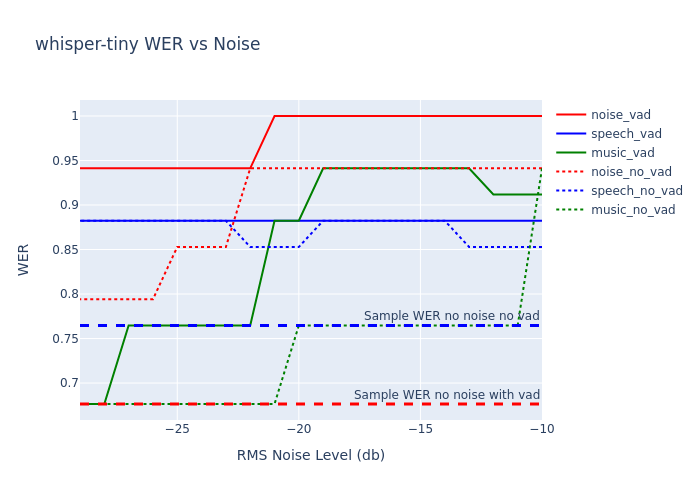 whisper-tiny WER vs Noise
1
0.95
0.9
0.85
0.8
0.75
0.7
WER
Sample WER no noise no vad
Sample WER no noise with vad
−25
−20
−15
−10
RMS Noise Level (db)
noise_vad
speech_vad
music_vad
noise_no_vad
speech_no_vad
music_no_vad